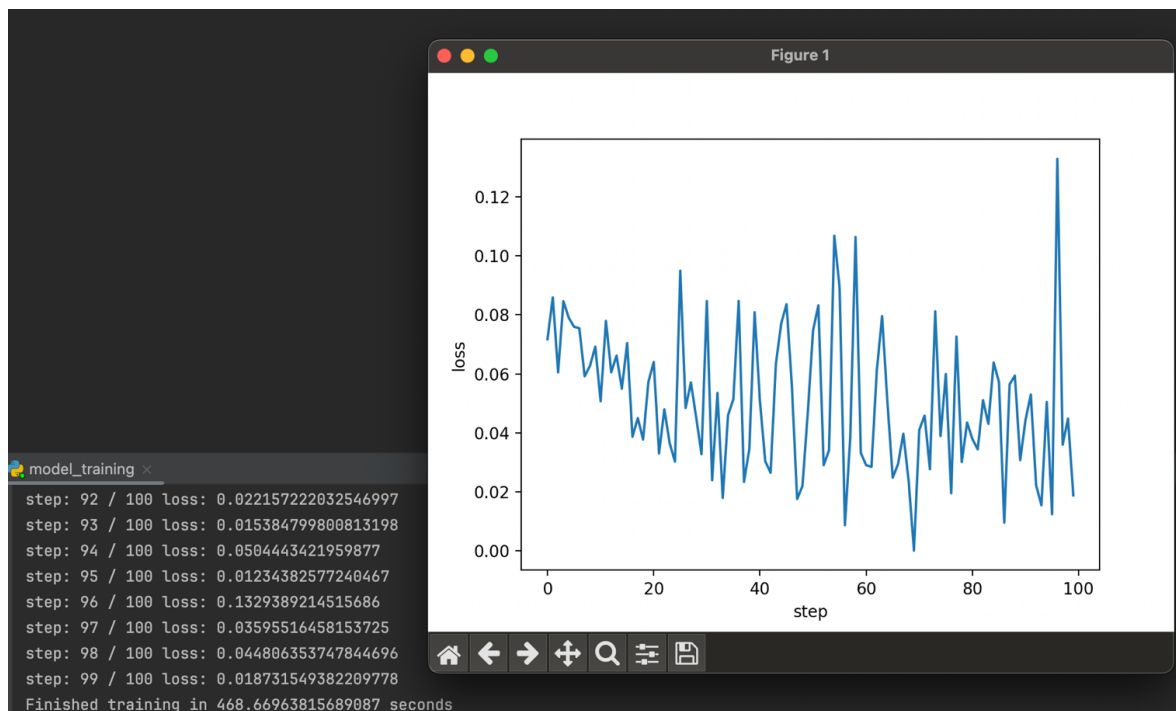 Figure 1
0.12
0.10
0.08
0.06
0.04
0.02
0.00
loss
0 20 40 60 80 100
step
model_training
step: 92 / 100 loss: 0.022157222032546997
step: 93 / 100 loss: 0.015384799800813198
step: 94 / 100 loss: 0.0504443421959877
step: 95 / 100 loss: 0.01234382577240467
step: 96 / 100 loss: 0.1329389214515686
step: 97 / 100 loss: 0.03595516458153725
step: 98 / 100 loss: 0.044806353747844696
step: 99 / 100 loss: 0.018731549382209778
Finished training in 468.66963815689087 seconds